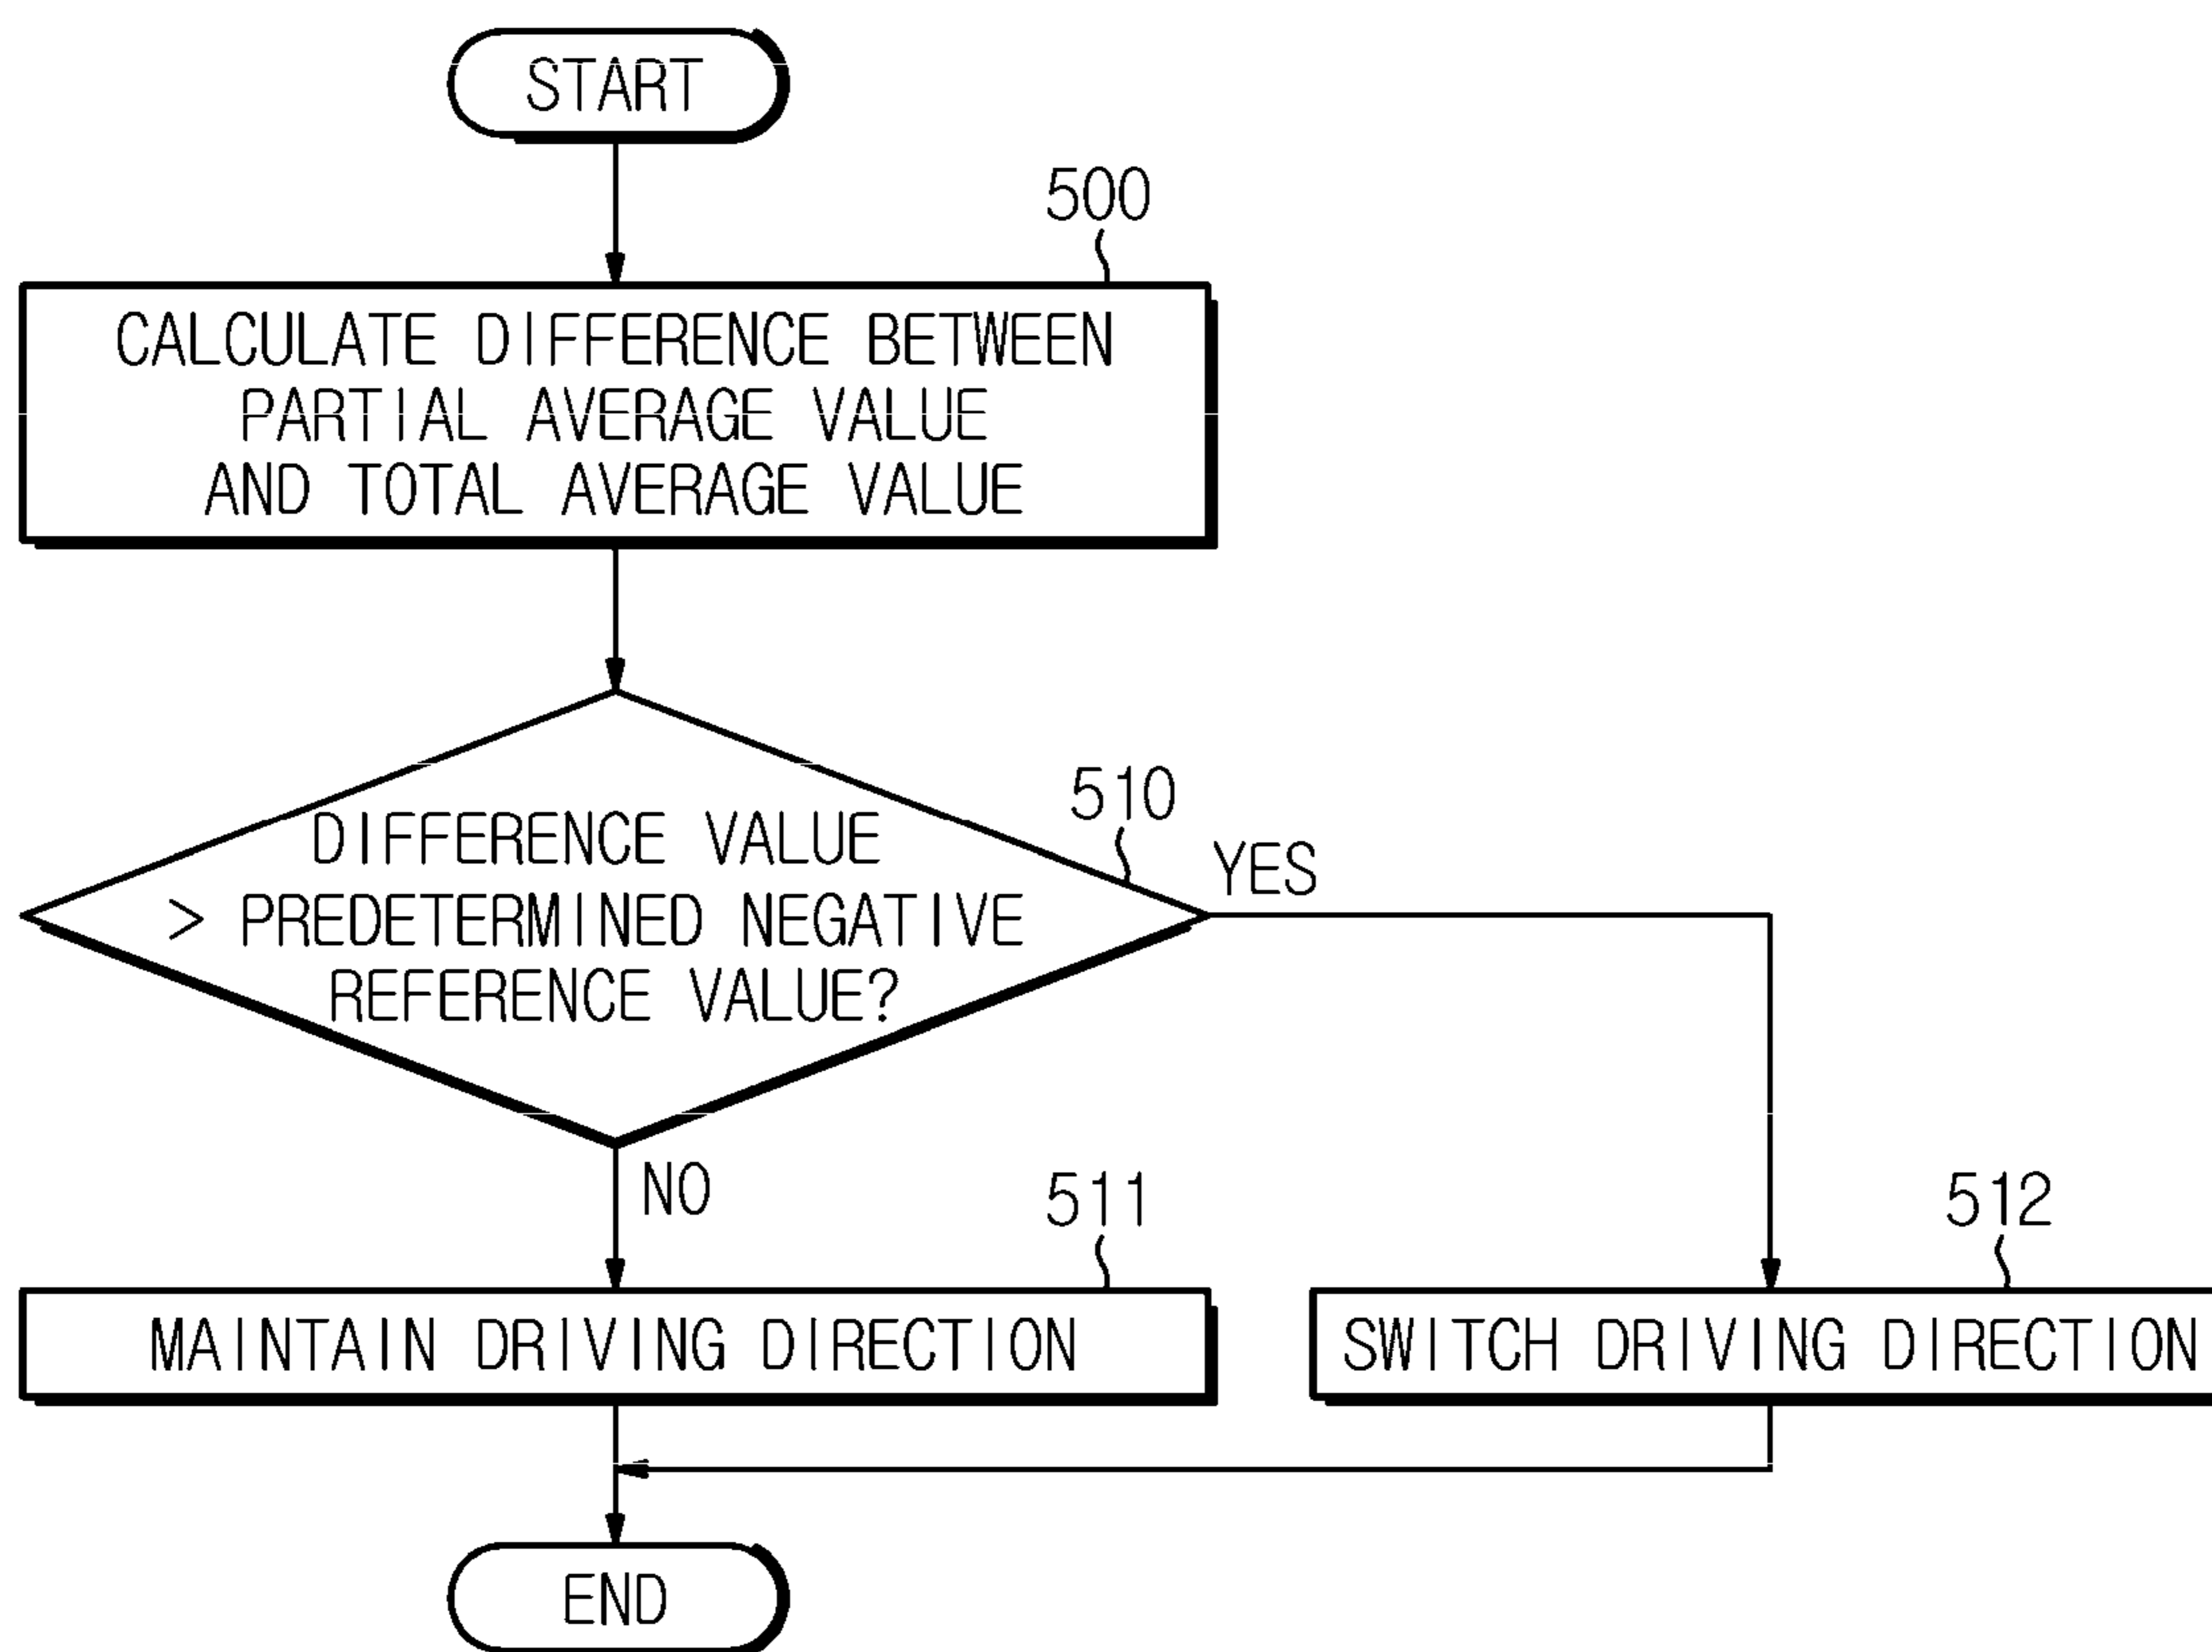 START
500
CALCULATE DIFFERENCE BETWEEN
PARTIAL AVERAGE VALUE
AND TOTAL AVERAGE VALUE
510
DIFFERENCE VALUE
> PREDETERMINED NEGATIVE
REFERENCE VALUE?
YES
NO
511
MAINTAIN DRIVING DIRECTION
512
SWITCH DRIVING DIRECTION
END